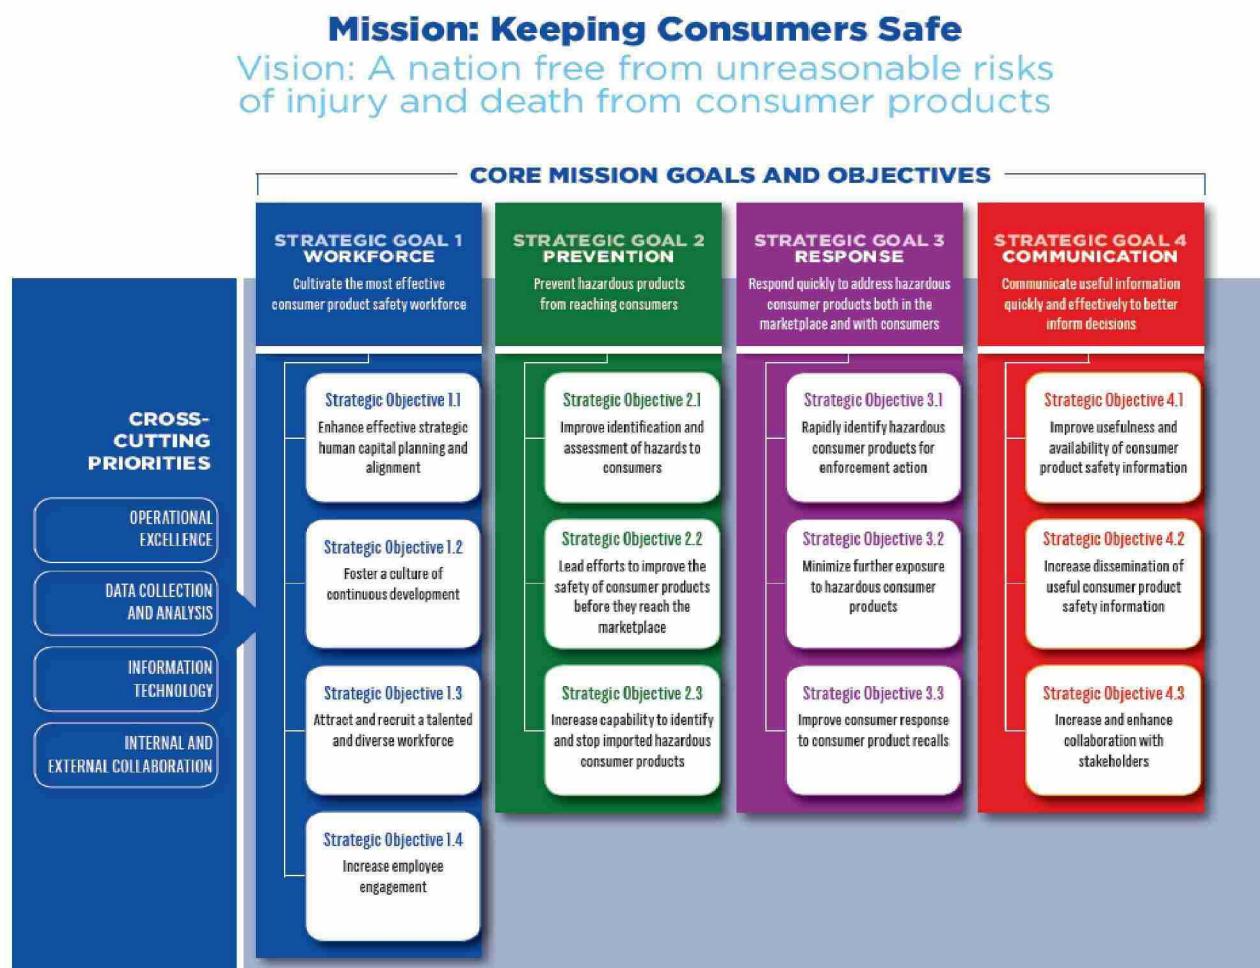 Mission: Keeping Consumers Safe
Vision: A nation free from unreasonable risks
of injury and death from consumer products
CORE MISSION GOALS AND OBJECTIVES
CROSS-
CUTTING
PRIORITIES
OPERATIONAL
EXCELLENCE
DATA COLLECTION
AND ANALYSIS
INFORMATION
TECHNOLOGY
INTERNAL AND
EXTERNAL COLLABORATION
STRATEGIC GOAL 1
WORKFORCE
Cultivate the most effective
consumer product safety workforce
Strategic Objective 1.1
Enhance effective strategic
human capital planning and
alignment
Strategic Objective 1.2
Foster a culture of
continuous development
Strategic Objective 1.3
Attract and recruit a talented
and diverse workforce
Strategic Objective 1.4
Increase employee
engagement
STRATEGIC GOAL 2
PREVENTION
Prevent hazardous products
from reaching consumers
Strategic Objective 2.1
Improve identification and
assessment of hazards to
consumers
Strategic Objective 2.2
Lead efforts to improve the
safety of consumer products
before they reach the
marketplace
Strategic Objective 2.3
Increase capability to identify
and stop imported hazardous
consumer products
STRATEGIC GOAL 3
RESPONSE
Respond quickly to address hazardous
consumer products both in the
marketplace and with consumers
Strategic Objective 3.1
Rapidly identify hazardous
consumer products for
enforcement action
Strategic Objective 3.2
Minimize further exposure
to hazardous consumer
products
Strategic Objective 3.3
Improve consumer response
to consumer product recalls
STRATEGIC GOAL 4
COMMUNICATION
Communicate useful information
quickly and effectively to better
inform decisions
Strategic Objective 4.1
Improve usefulness and
availability of consumer
product safety information
Strategic Objective 4.2
Increase dissemination of
useful consumer product
safety information
Strategic Objective 4.3
Increase and enhance
collaboration with
stakeholders